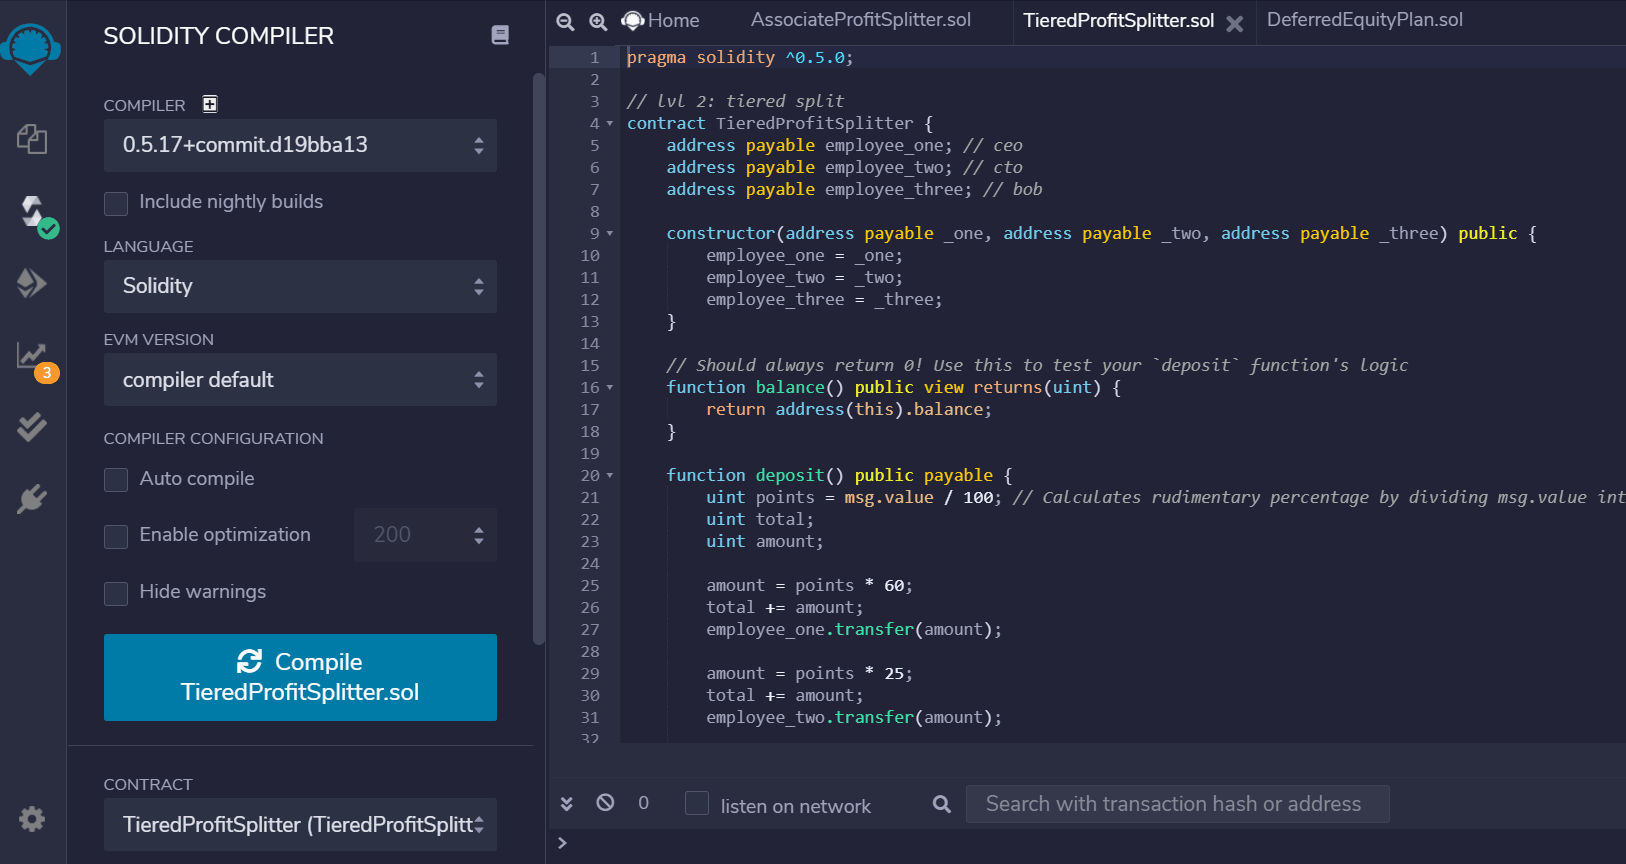 SOLIDITY COMPILER
COMPILER
0.5.17+commit.d19bba13
Include nightly builds
LANGUAGE
Solidity
EVM VERSION
compiler default
3
COMPILER CONFIGURATION
Auto compile
Enable optimization
200
Hide warnings
Compile
TieredProfitSplitter.sol
CONTRACT
TieredProfitSplitter (TieredProfitSplitt
Home AssociateProfitSplitter.sol TieredProfitSplitter.sol DeferredEquityPlan.sol
1 pragma solidity ^0.5.0;
2
3 // lvl 2: tiered split
4 contract TieredProfitSplitter {
5     address payable employee_one; // ceo
6     address payable employee_two; // cto
7     address payable employee_three; // bob
8
9     constructor(address payable _one, address payable _two, address payable _three) public {
10         employee_one = _one;
11         employee_two = _two;
12         employee_three = _three;
13     }
14
15     // Should always return 0! Use this to test your `deposit` function's logic
16     function balance() public view returns(uint) {
17         return address(this).balance;
18     }
19
20     function deposit() public payable {
21         uint points = msg.value / 100; // Calculates rudimentary percentage by dividing msg.value int
22         uint total;
23         uint amount;
24
25         amount = points * 60;
26         total += amount;
27         employee_one.transfer(amount);
28
29         amount = points * 25;
30         total += amount;
31         employee_two.transfer(amount);
32
0 listen on network Search with transaction hash or address
>